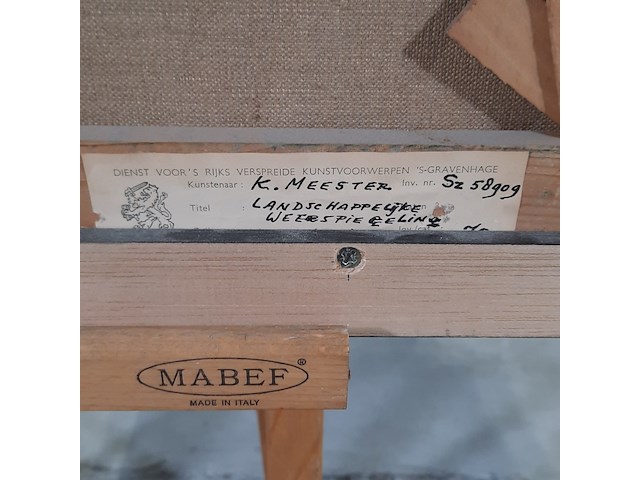 DIENST VOOR'S RIJKS VERSPREIDE KUNSTVOORWERPEN 'S-GRAVENHAGE
Kunstenaar : K. MEESTER Inv. nr. Sz 58909
Titel : LANDSCHAPPELIJKE
WEERSPIEGELING
MABEF ®
MADE IN ITALY